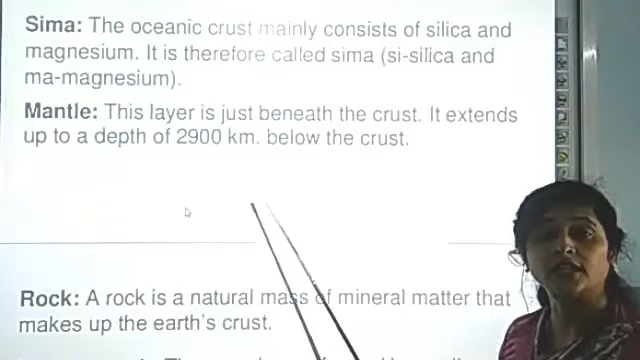 Sima: The oceanic crust mainly consists of silica and
magnesium. It is therefore called sima (si-silica and
ma-magnesium).
Mantle: This layer is just beneath the crust. It extends
up to a depth of 2900 km. below the crust.
Rock: A rock is a natural mass of mineral matter that
makes up the earth's crust.